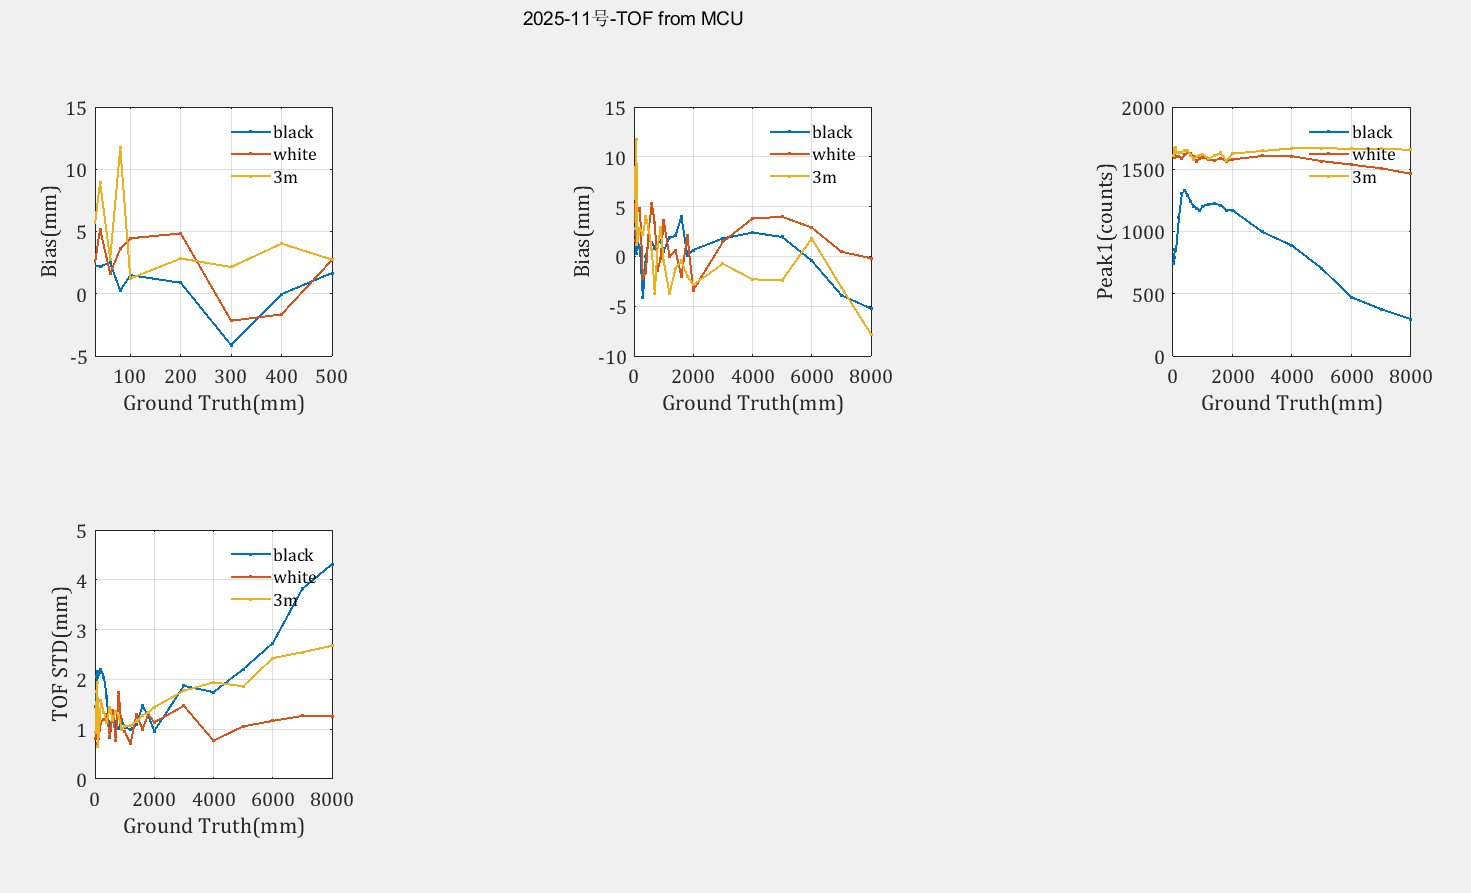 2025-11号-TOF from MCU
15
10
5
0
-5
100 200 300 400 500
Bias(mm)
Ground Truth(mm)
black
white
3m
15
10
5
0
-5
-10
0 2000 4000 6000 8000
Bias(mm)
Ground Truth(mm)
black
white
3m
2000
1500
1000
500
0
0 2000 4000 6000 8000
Peak1(counts)
Ground Truth(mm)
black
white
3m
5
4
3
2
1
0
0 2000 4000 6000 8000
TOF STD(mm)
Ground Truth(mm)
black
white
3m